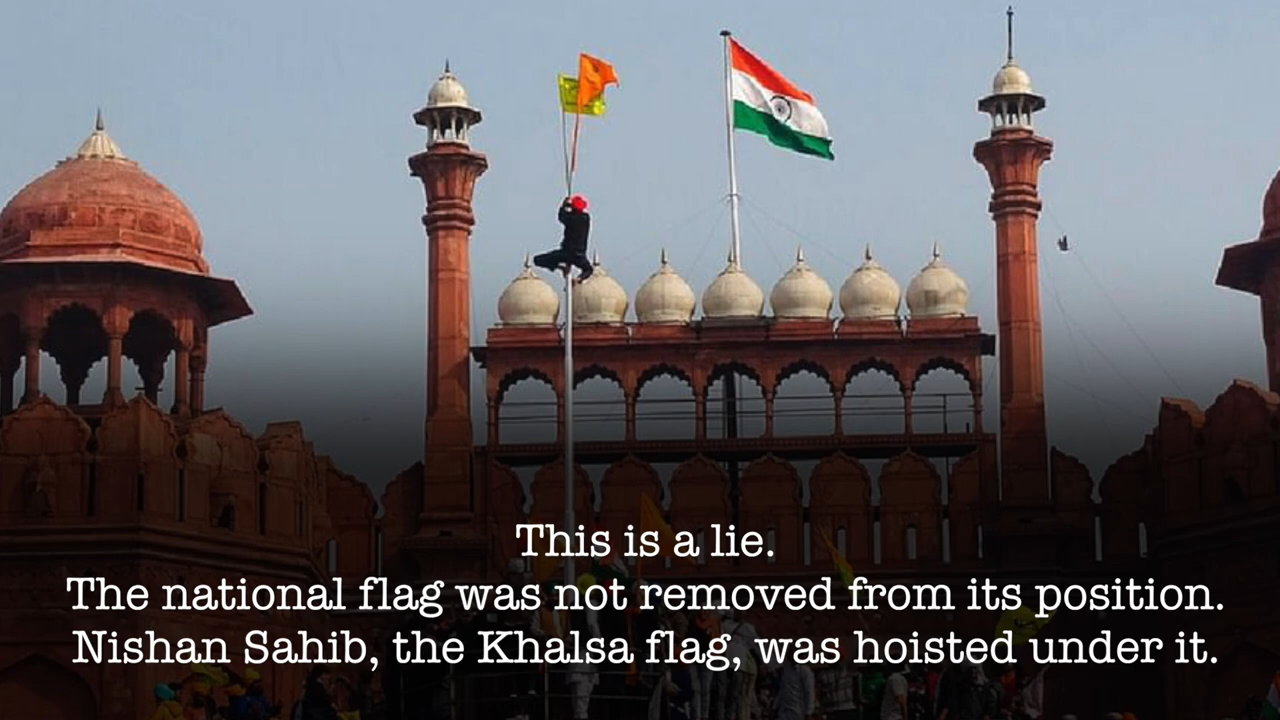 This is a lie.
The national flag was not removed from its position.
Nishan Sahib, the Khalsa flag, was hoisted under it.